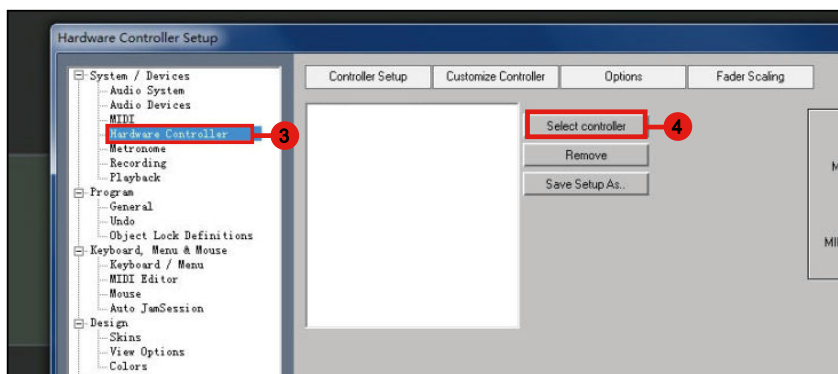 Hardware Controller Setup
System / Devices
Audio System
Audio Devices
MIDI
Hardware Controller
3
Metronome
Recording
Playback
Program
General
Undo
Object Lock Definitions
Keyboard, Menu & Mouse
Keyboard / Menu
MIDI Editor
Mouse
Auto JamSession
Design
Skins
View Options
Colors
Controller Setup
Customize Controller
Options
Fader Scaling
Select controller
4
Remove
Save Setup As..